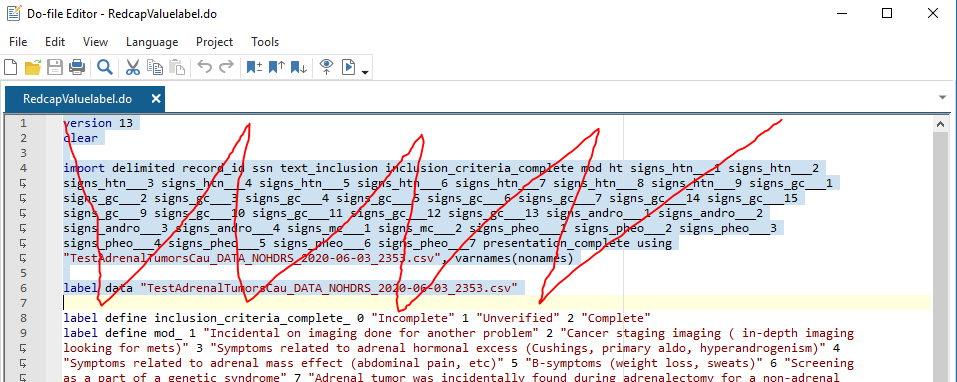 Do-file Editor - RedcapValuelabel.do
File Edit View Language Project Tools
RedcapValuelabel.do
1 version 13
2 clear
3
4 import delimited record_id ssn text_inclusion inclusion_criteria_complete mod ht signs_htn___1 signs_htn___2
signs_htn___3 signs_htn___4 signs_htn___5 signs_htn___6 signs_htn___7 signs_htn___8 signs_htn___9 signs_gc___1
signs_gc___2 signs_gc___3 signs_gc___4 signs_gc___5 signs_gc___6 signs_gc___7 signs_gc___14 signs_gc___15
signs_gc___9 signs_gc___10 signs_gc___11 signs_gc___12 signs_gc___13 signs_andro___1 signs_andro___2
signs_andro___3 signs_andro___4 signs_mc___1 signs_mc___2 signs_pheo___1 signs_pheo___2 signs_pheo___3
signs_pheo___4 signs_pheo___5 signs_pheo___6 signs_pheo___7 presentation_complete using
"TestAdrenalTumorsCau_DATA_NOHDRS_2020-06-03_2353.csv", varnames(nonames)
5
6 label data "TestAdrenalTumorsCau_DATA_NOHDRS_2020-06-03_2353.csv"
7
8 label define inclusion_criteria_complete_ 0 "Incomplete" 1 "Unverified" 2 "Complete"
9 label define mod_ 1 "Incidental on imaging done for another problem" 2 "Cancer staging imaging ( in-depth imaging
looking for mets)" 3 "Symptoms related to adrenal hormonal excess (Cushings, primary aldo, hyperandrogenism)" 4
"Symptoms related to adrenal mass effect (abdominal pain, etc)" 5 "B-symptoms (weight loss, sweats)" 6 "Screening
as a part of a genetic syndrome" 7 "Adrenal tumor was incidentally found during adrenalectomy for a non-adrenal